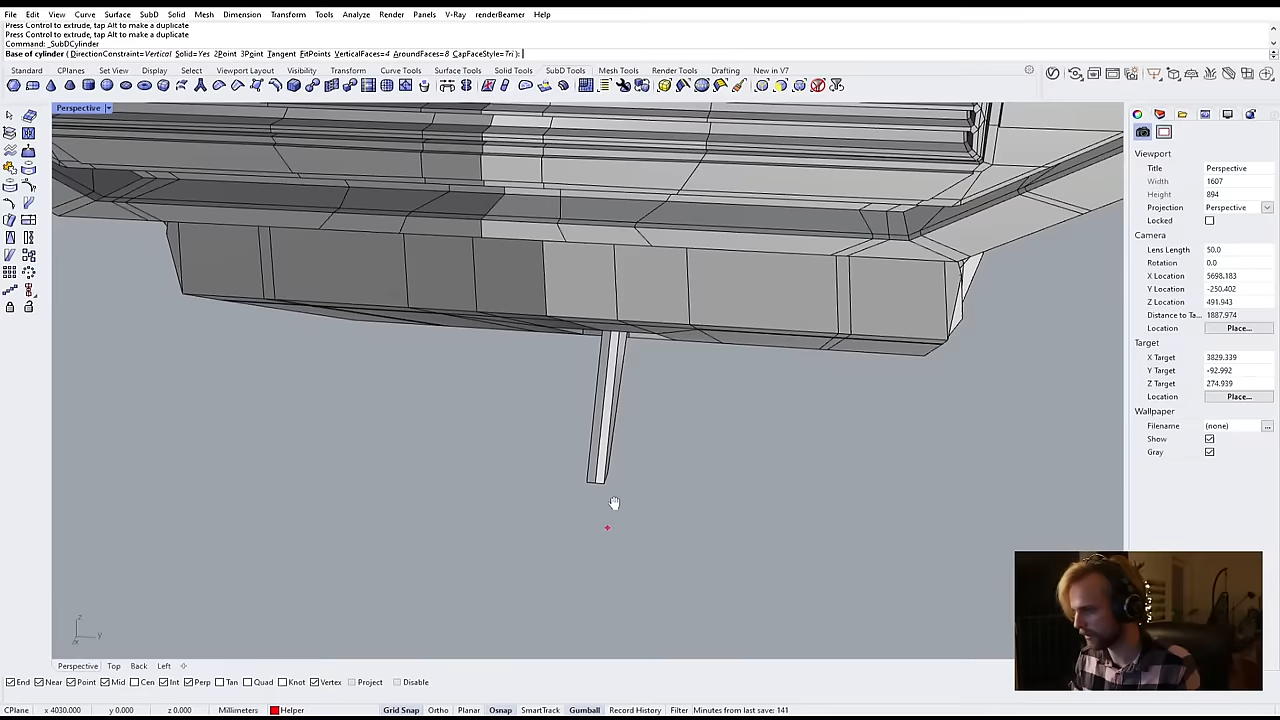 File Edit View Curve Surface SubD Solid Mesh Dimension Transform Tools Analyze Render Panels V-Ray renderBeamer Help
Press Control to extrude, tap Alt to make a duplicate
Press Control to extrude, tap Alt to make a duplicate
Command: _SubDCylinder
Base of cylinder ( DirectionConstraint=Vertical Solid=Yes 2Point 3Point Tangent FitPoints VerticalFaces=4 AroundFaces=8 CapFaceStyle=Tri ):
Standard CPlanes Set View Display Select Viewport Layout Visibility Transform Curve Tools Surface Tools Solid Tools SubD Tools Mesh Tools Render Tools Drafting New in V7
Perspective
Viewport
Title Perspective
Width 1607
Height 894
Projection Perspective
Locked
Camera
Lens Length 50.0
Rotation 0.0
X Location 5698.183
Y Location -250.402
Z Location 491.943
Distance to Ta... 1887.974
Location Place...
Target
X Target 3829.339
Y Target -92.992
Z Target 274.939
Location Place...
Wallpaper
Filename (none) ...
Show
Gray
z
y
x
Perspective Top Back Left
End Near Point Mid Cen Int Perp Tan Quad Knot Vertex Project Disable
CPlane x 4030.000 y 0.000 z 0.000 Millimeters Helper Grid Snap Ortho Planar Osnap SmartTrack Gumball Record History Filter Minutes from last save: 141